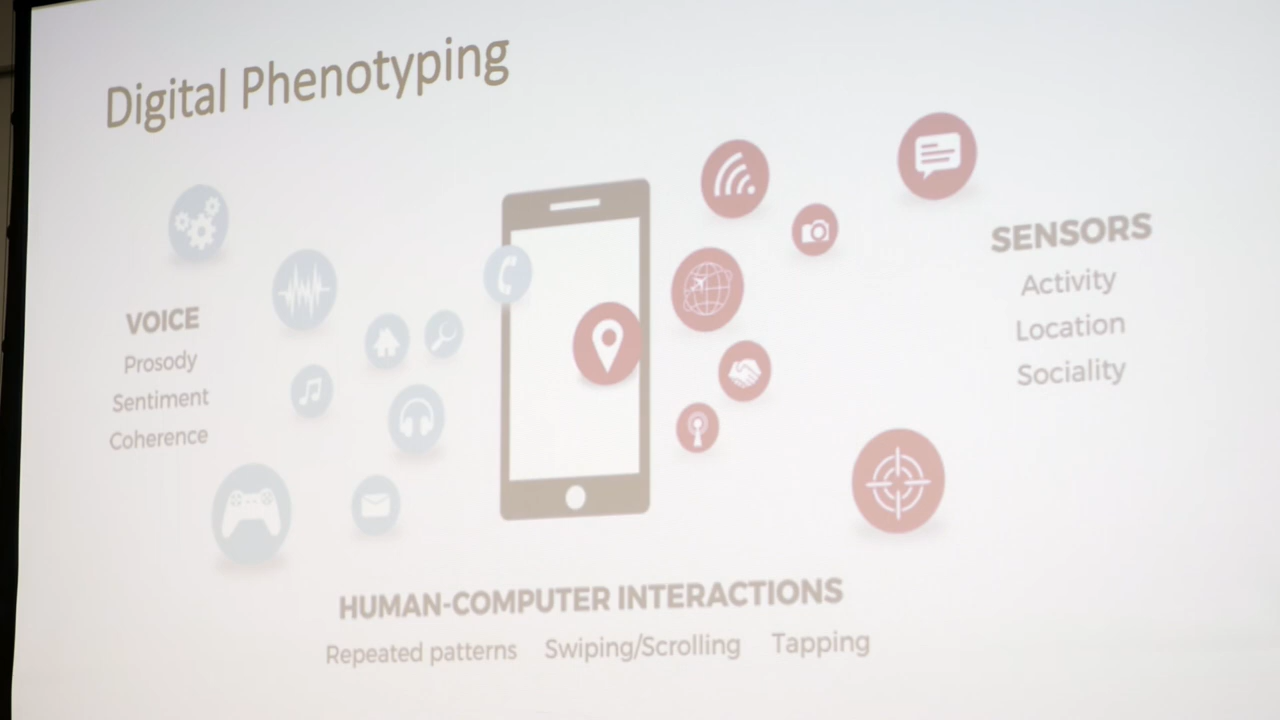 Digital Phenotyping
VOICE
Prosody
Sentiment
Coherence
SENSORS
Activity
Location
Sociality
HUMAN-COMPUTER INTERACTIONS
Repeated patterns Swiping/Scrolling Tapping